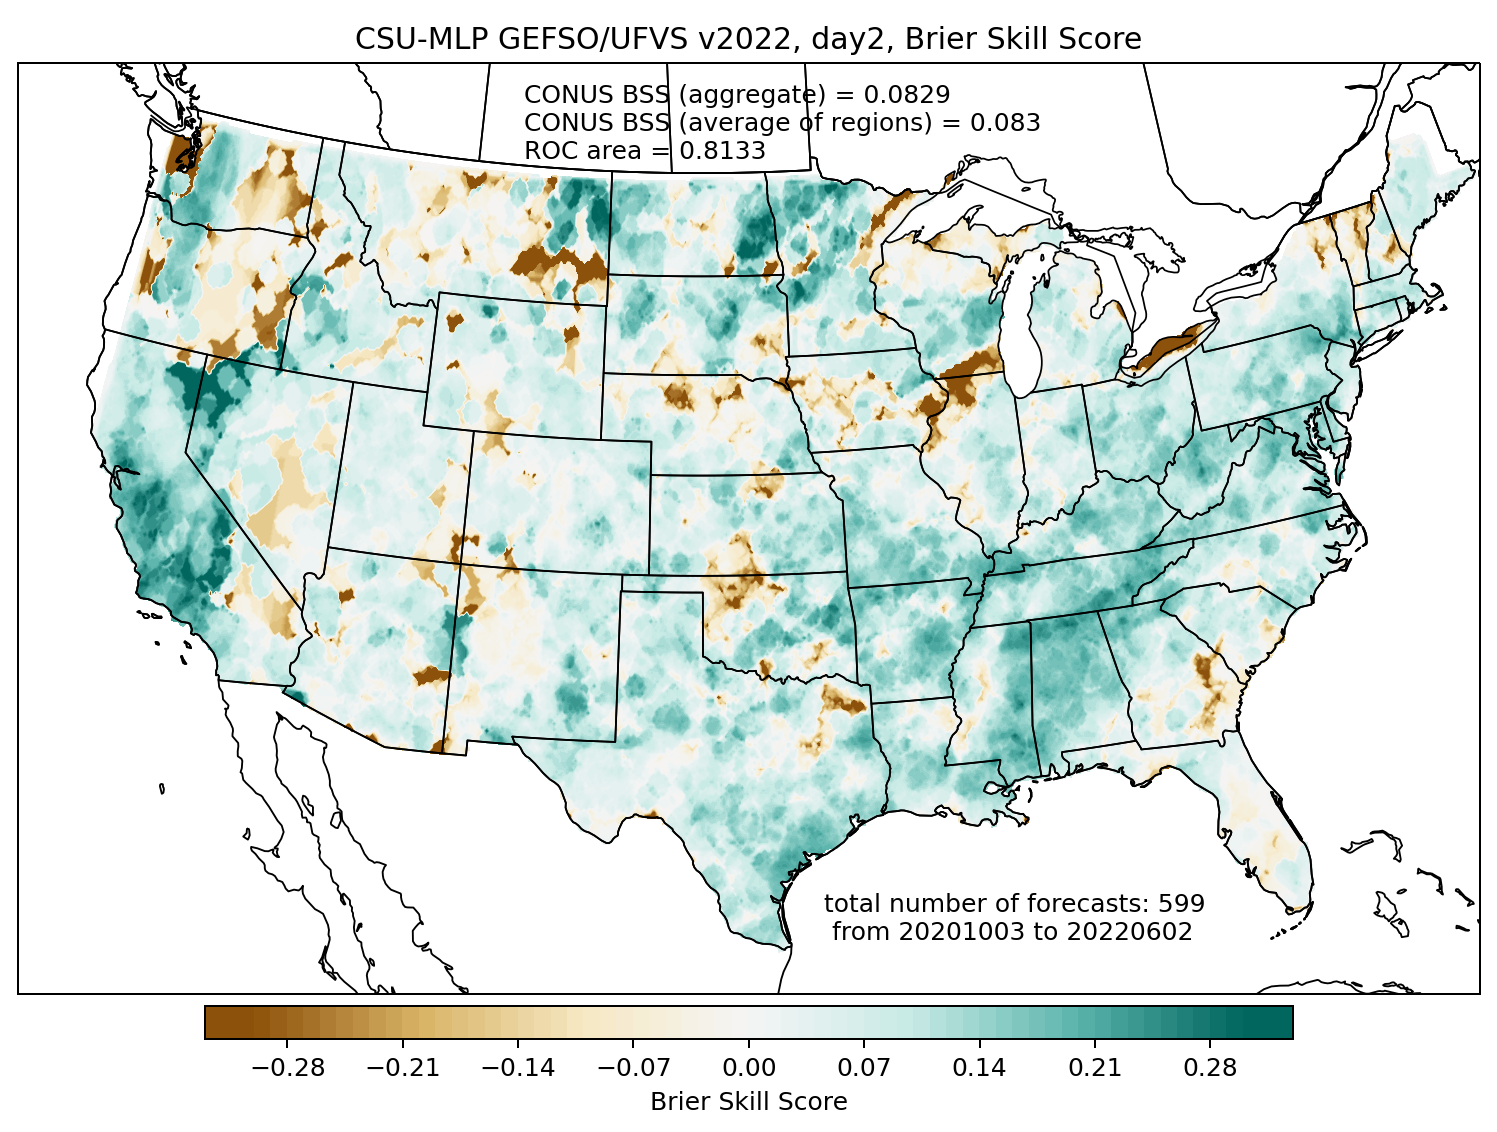 CSU-MLP GEFSO/UFVS v2022, day2, Brier Skill Score
CONUS BSS (aggregate) = 0.0829
CONUS BSS (average of regions) = 0.083
ROC area = 0.8133
total number of forecasts: 599
from 20201003 to 20220602
−0.28 −0.21 −0.14 −0.07 0.00 0.07 0.14 0.21 0.28
Brier Skill Score